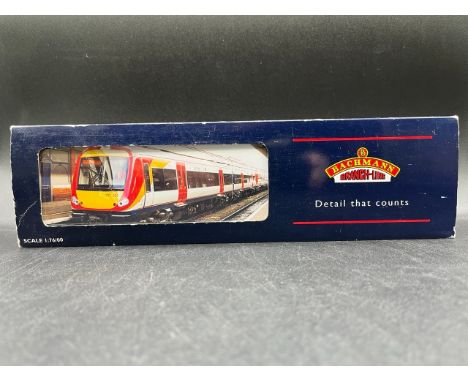 BACHMANN
BRANCH-LINE
Detail that counts
SCALE 1:76/00